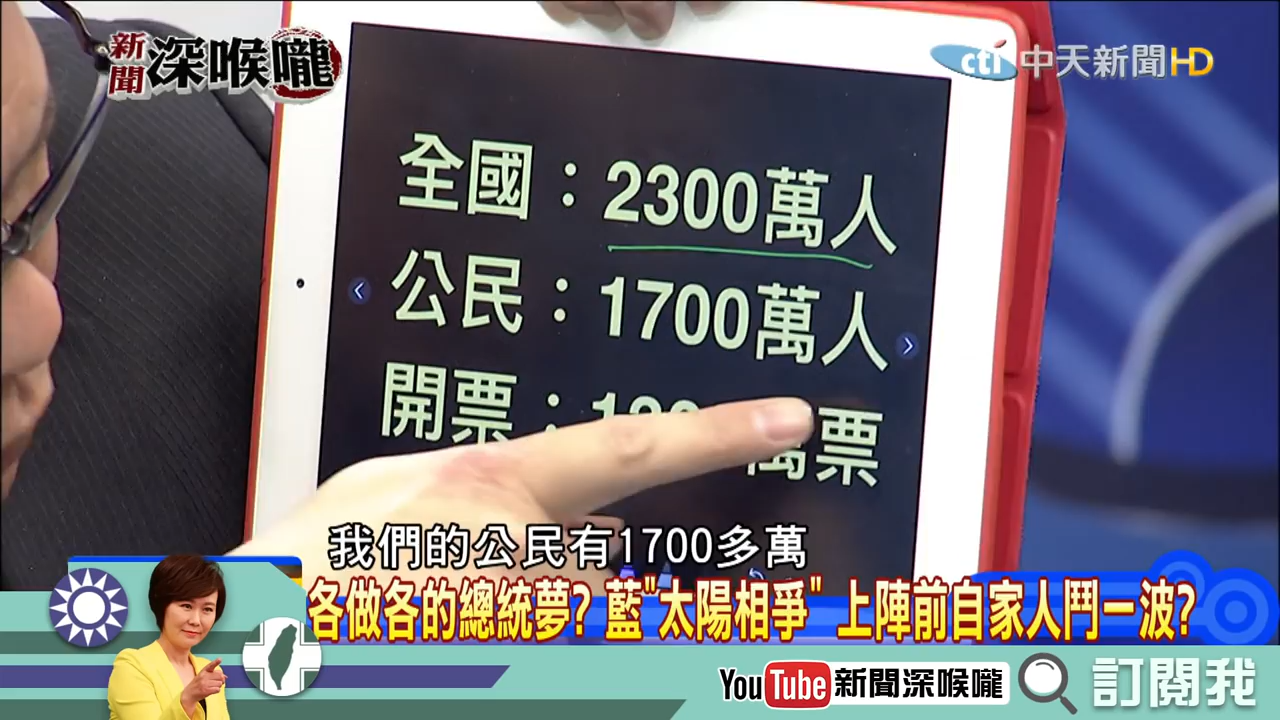 新聞深喉嚨
cti 中天新聞HD
全國：2300萬人
公民：1700萬人
開票： 萬票
我們的公民有1700多萬
各做各的總統夢? 藍"太陽相爭" 上陣前自家人鬥一波?
YouTube 新聞深喉嚨 訂閱我